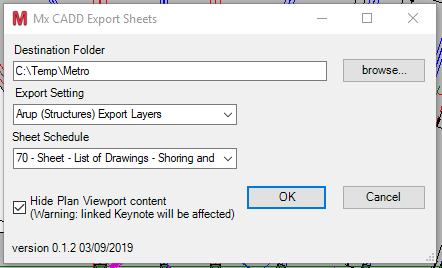 Mx CADD Export Sheets
Destination Folder
C:\Temp\Metro
browse...
Export Setting
Arup (Structures) Export Layers
Sheet Schedule
70 - Sheet - List of Drawings - Shoring and
Hide Plan Viewport content
(Warning: linked Keynote will be affected)
OK
Cancel
version 0.1.2 03/09/2019